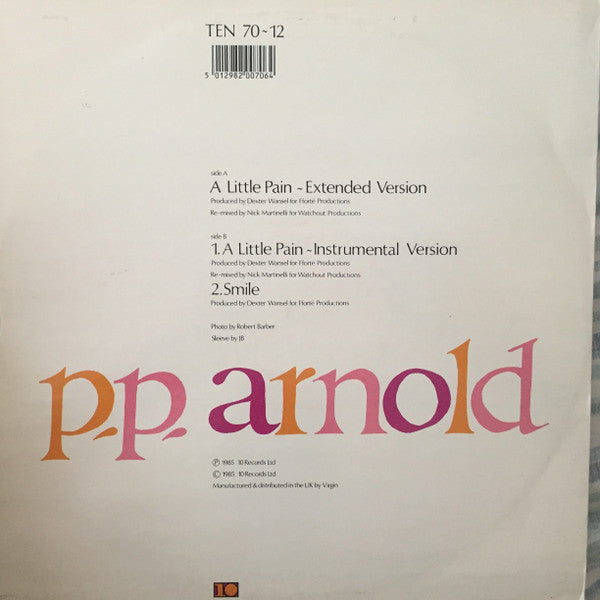 TEN 70~12
5 012982 007064
side A
A Little Pain ~ Extended Version
Produced by Dexter Wansel for Fforté Productions
Re-mixed by Nick Martinelli for Watchout Productions
side B
1. A Little Pain ~ Instrumental Version
Produced by Dexter Wansel for Fforté Productions
Re-mixed by Nick Martinelli for Watchout Productions
2. Smile
Produced by Dexter Wansel for Fforté Productions
Photo by Robert Barber
Sleeve by JB
p.p. arnold
℗ 1985 10 Records Ltd
© 1985 10 Records Ltd
Manufactured & distributed in the UK by Virgin
10